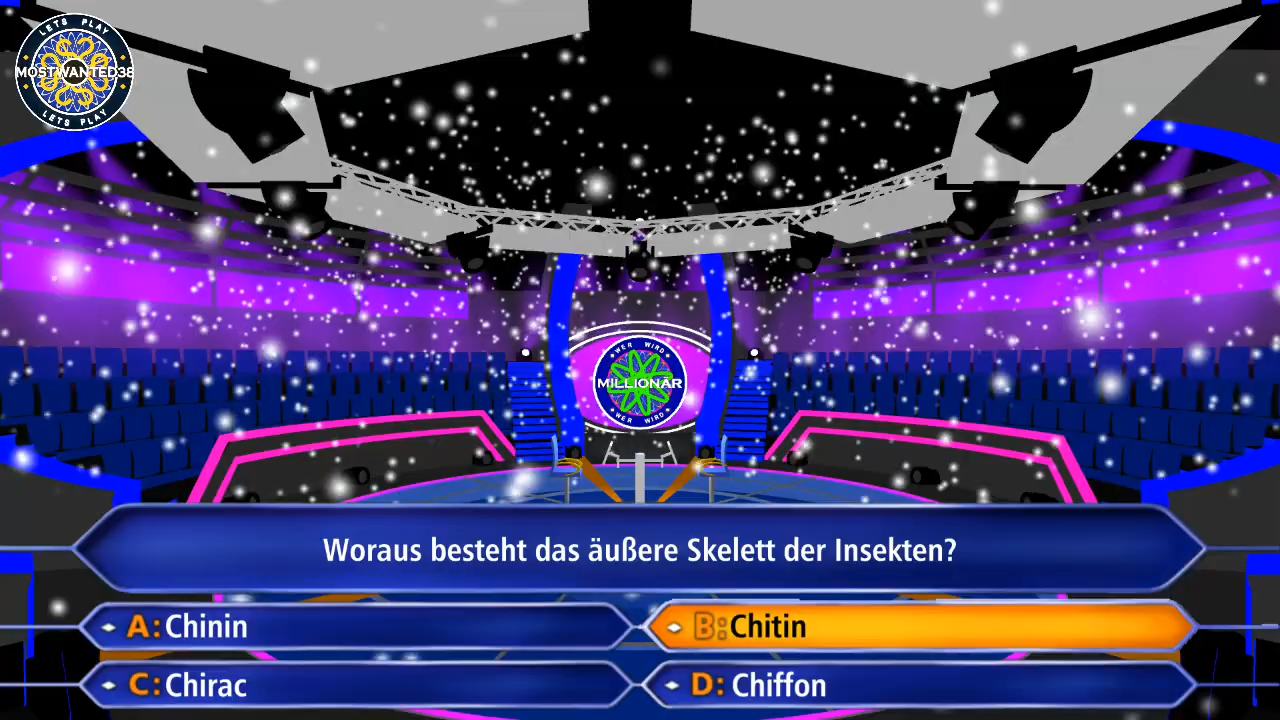 LETS PLAY
MOSTWANTED38
LETS PLAY
WER WIRD
MILLIONÄR
WER WIRD
Woraus besteht das äußere Skelett der Insekten?
A: Chinin
B: Chitin
C: Chirac
D: Chiffon